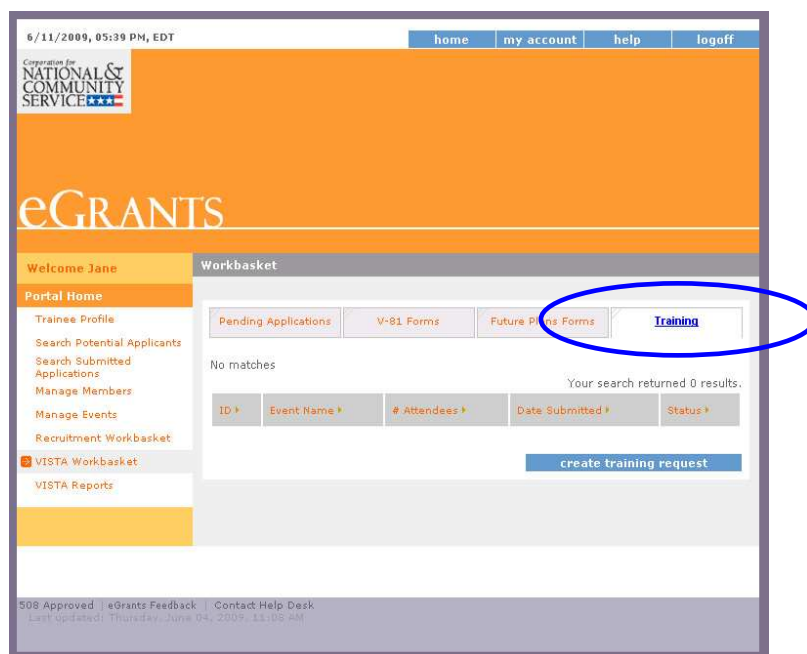 6/11/2009, 05:39 PM, EDT
home my account help logoff
Corporation for
NATIONAL &
COMMUNITY
SERVICE
eGRANTS
Welcome Jane
Workbasket
Portal Home
Trainee Profile
Search Potential Applicants
Search Submitted
Applications
Manage Members
Manage Events
Recruitment Workbasket
VISTA Workbasket
VISTA Reports
Pending Applications V-81 Forms Future Plans Forms Training
No matches
Your search returned 0 results.
ID Event Name # Attendees Date Submitted Status
create training request
508 Approved | eGrants Feedback | Contact Help Desk
Last updated: Thursday, June 04, 2009, 11:08 AM